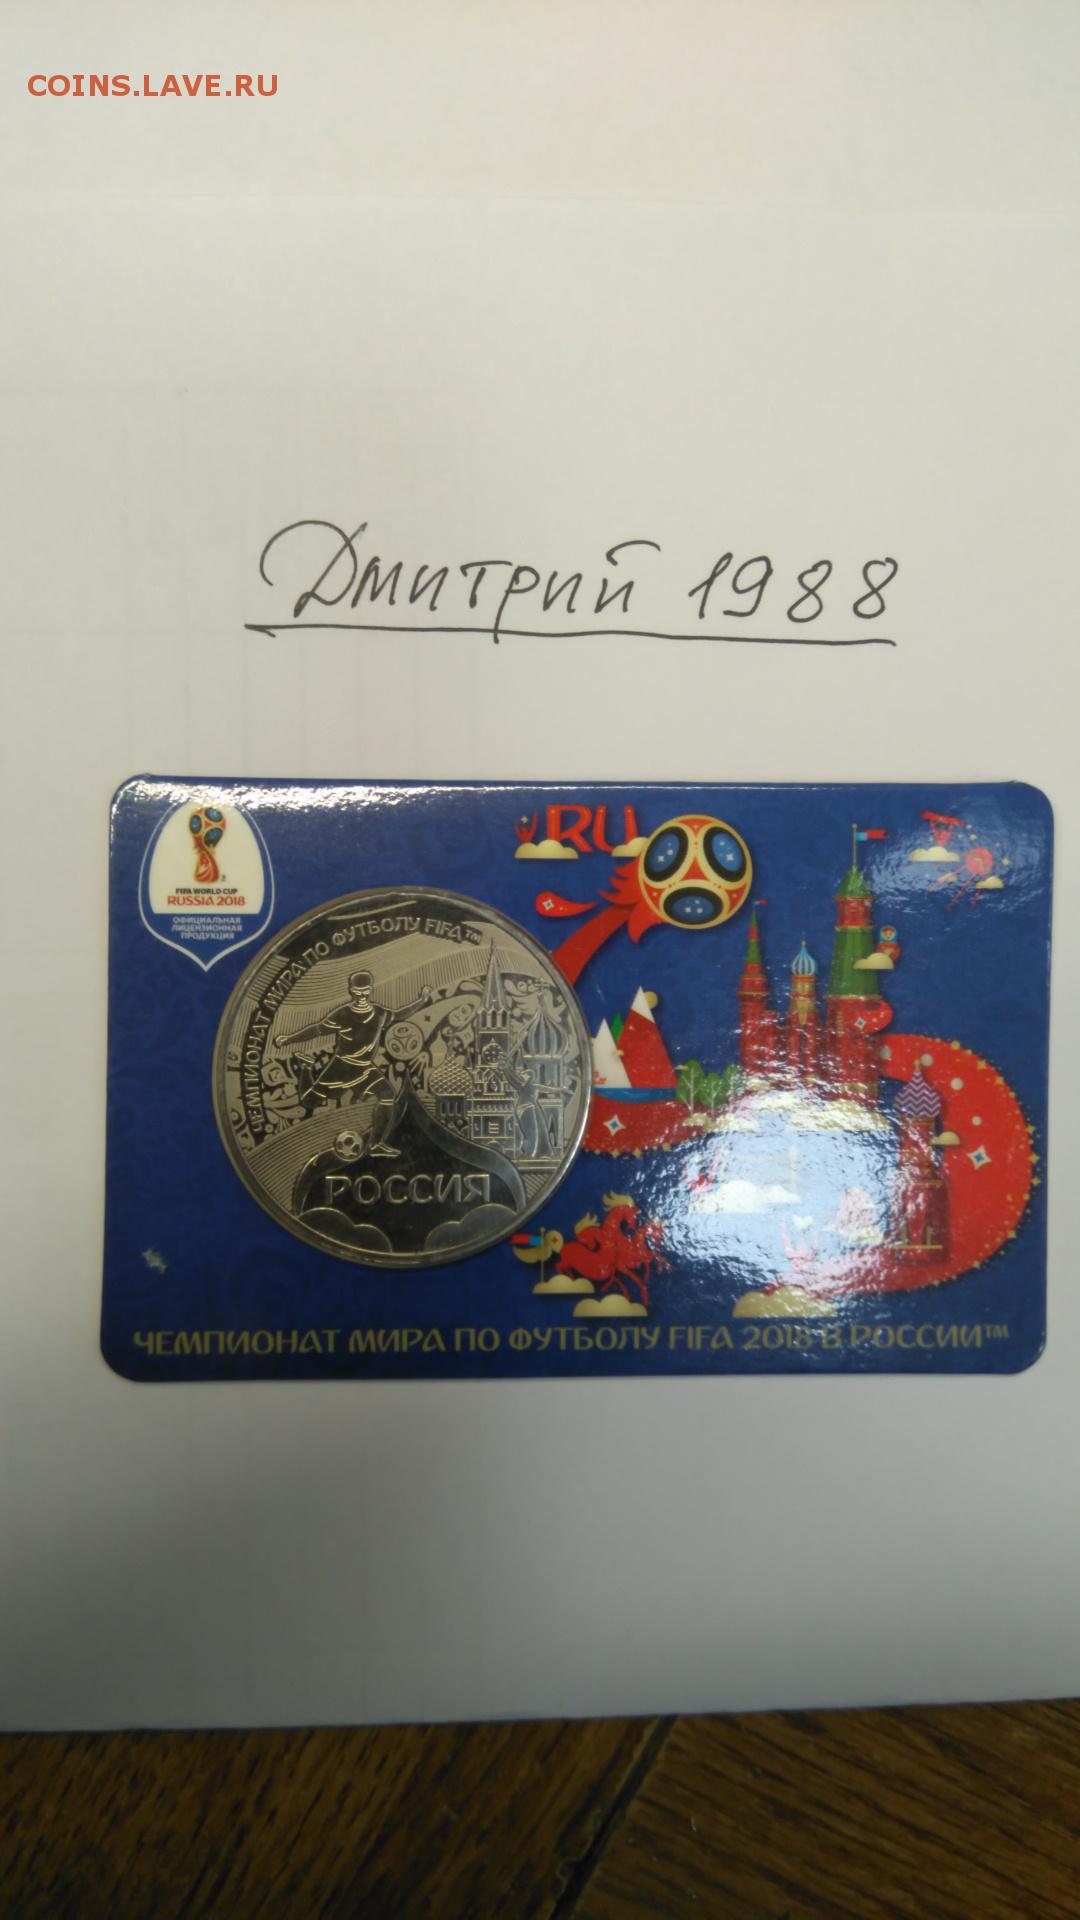 COINS.LAVE.RU
Дмитрий 1988
RU
FIFA WORLD CUP
RUSSIA 2018
ОФИЦИАЛЬНАЯ
ЛИЦЕНЗИОННАЯ
ПРОДУКЦИЯ
ЧЕМПИОНАТ МИРА ПО ФУТБОЛУ FIFA™
РОССИЯ
ЧЕМПИОНАТ МИРА ПО ФУТБОЛУ FIFA 2018 В РОССИИ™